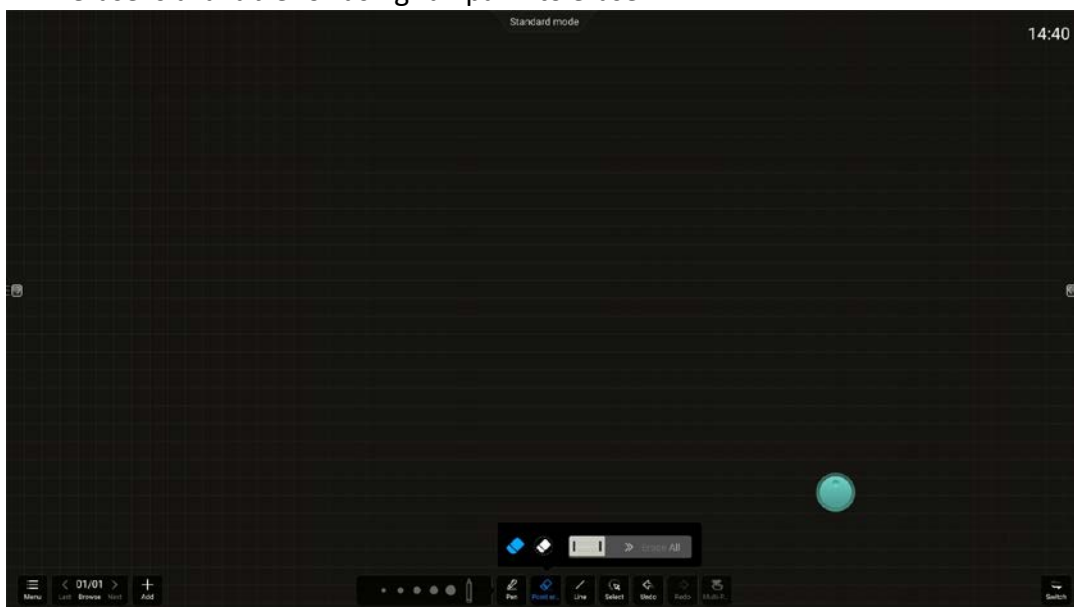 Standard mode
14:40
Erase All
01/01
Menu
Last
Browse
Next
Add
Pen
Line
Select
Undo
Redo
Switch